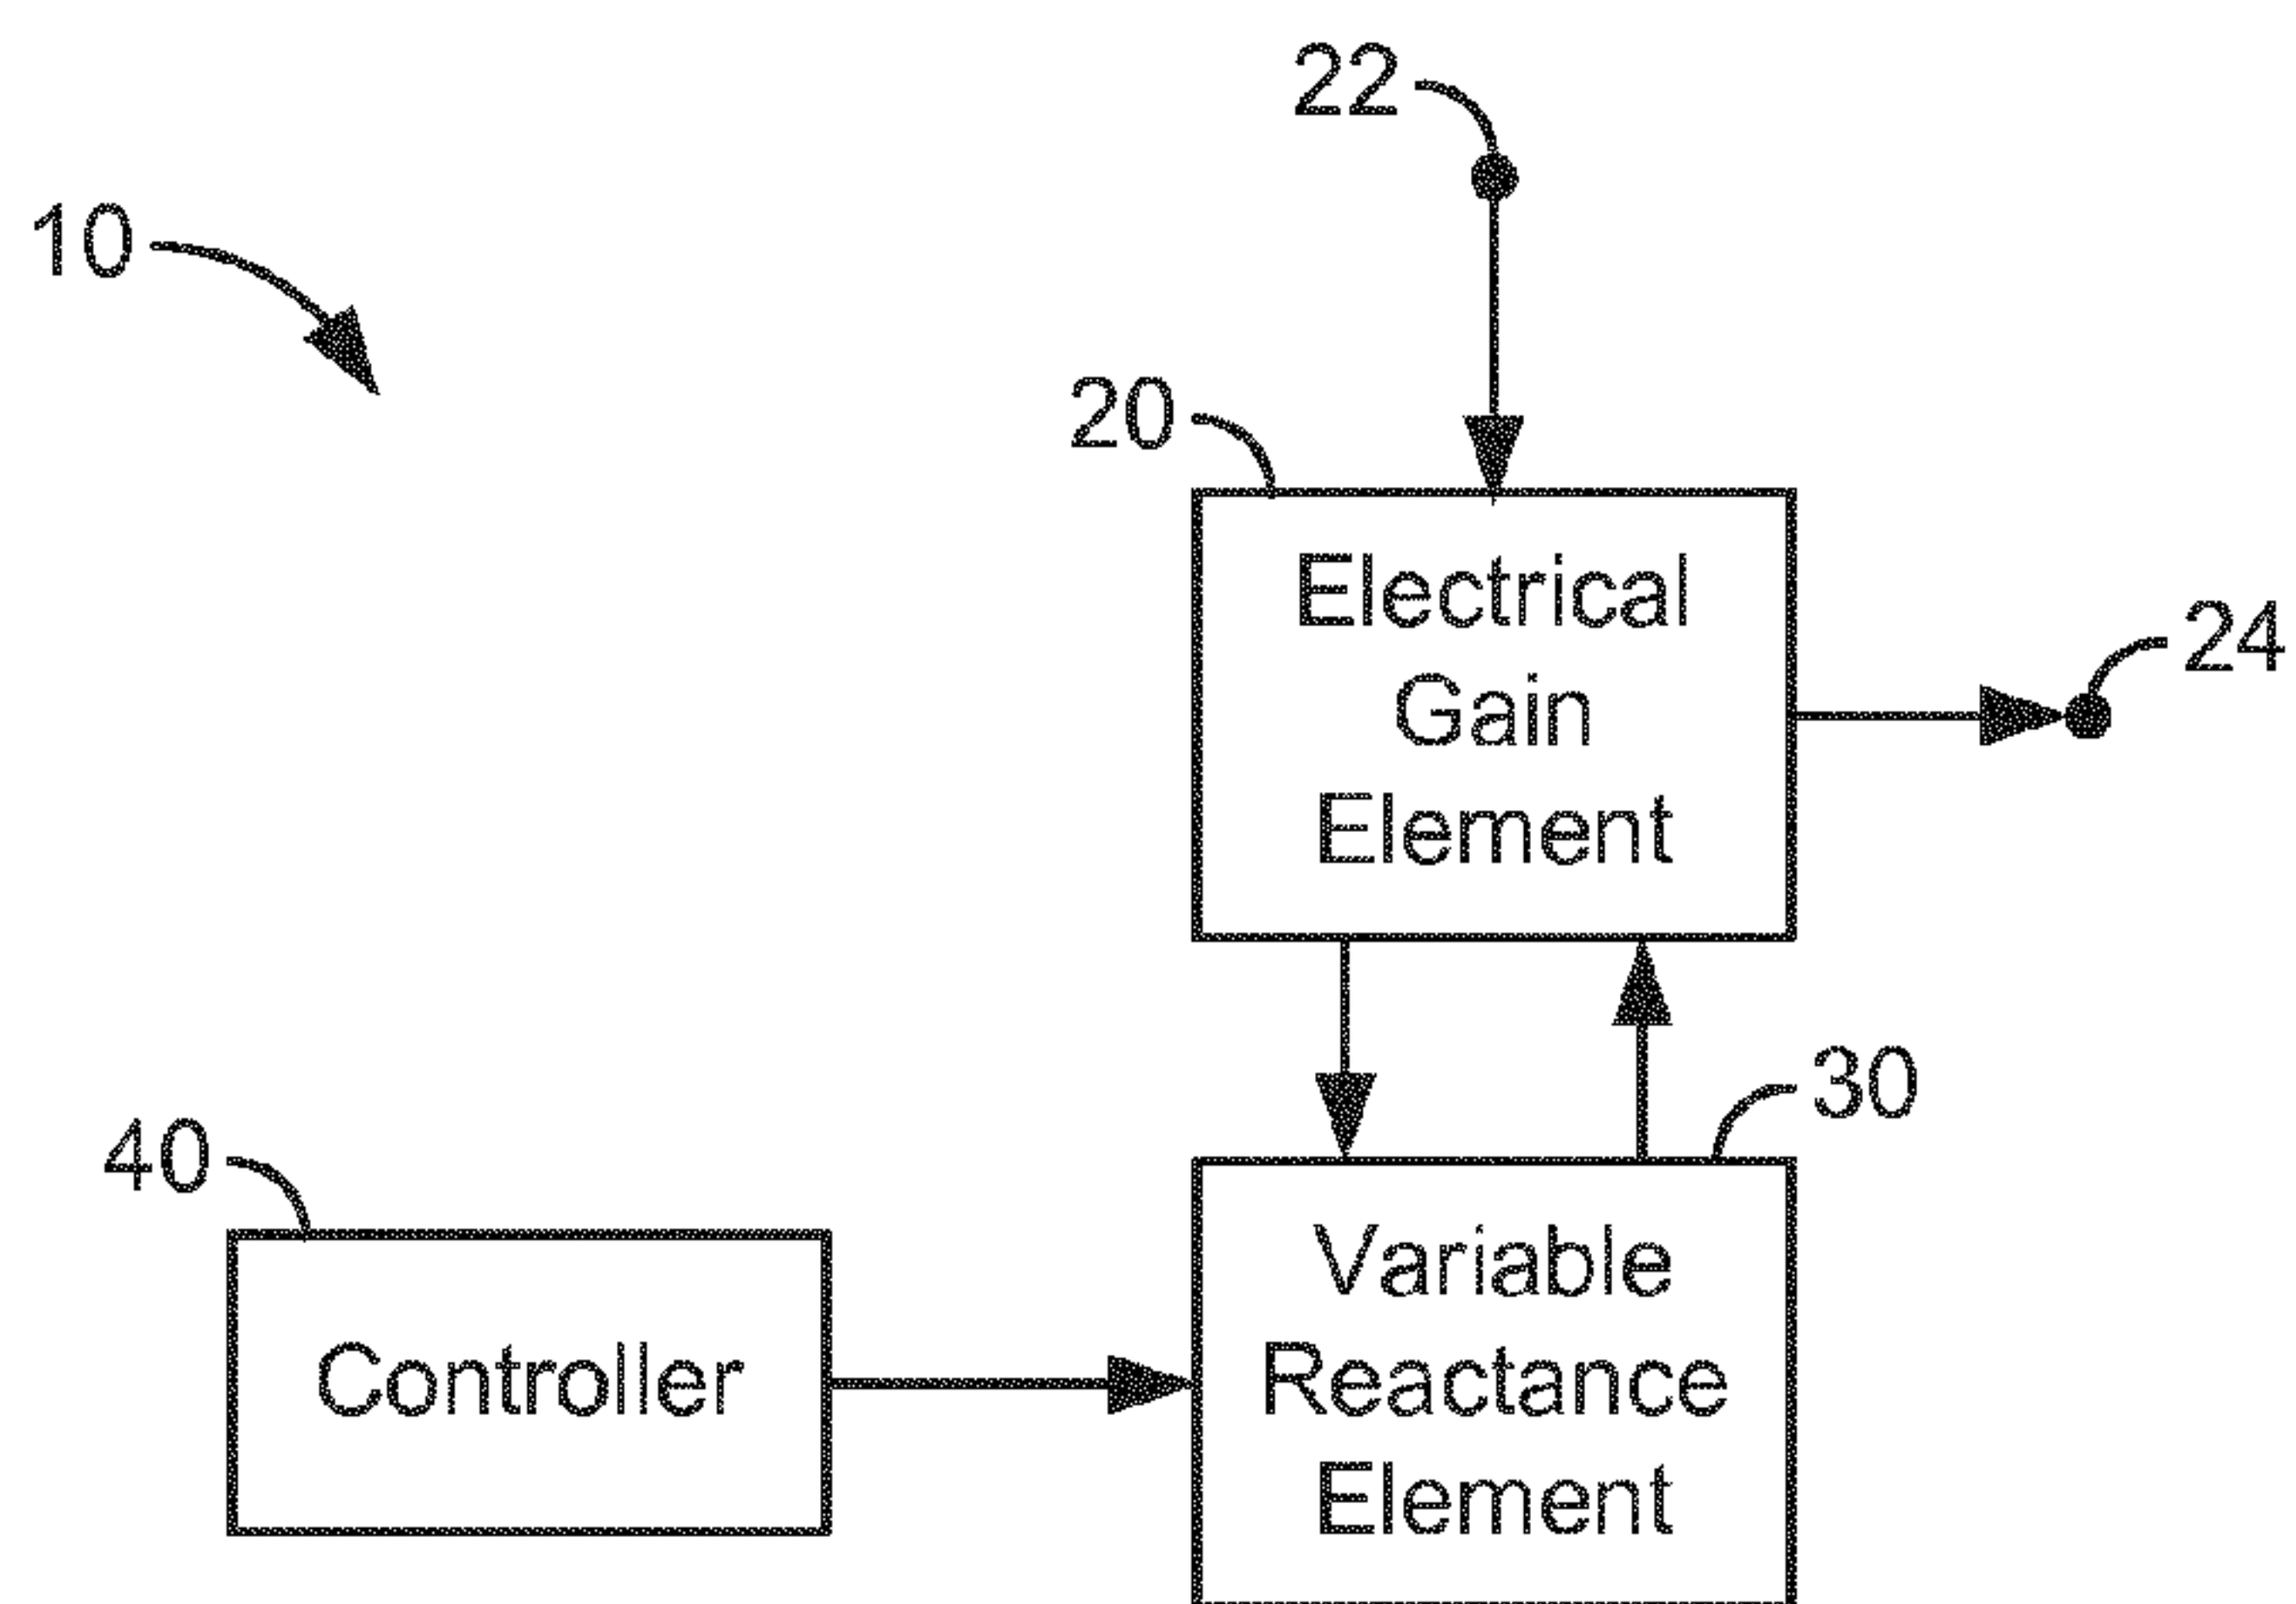 22
10
20
Electrical
Gain
Element
24
30
40
Variable
Reactance
Element
Controller